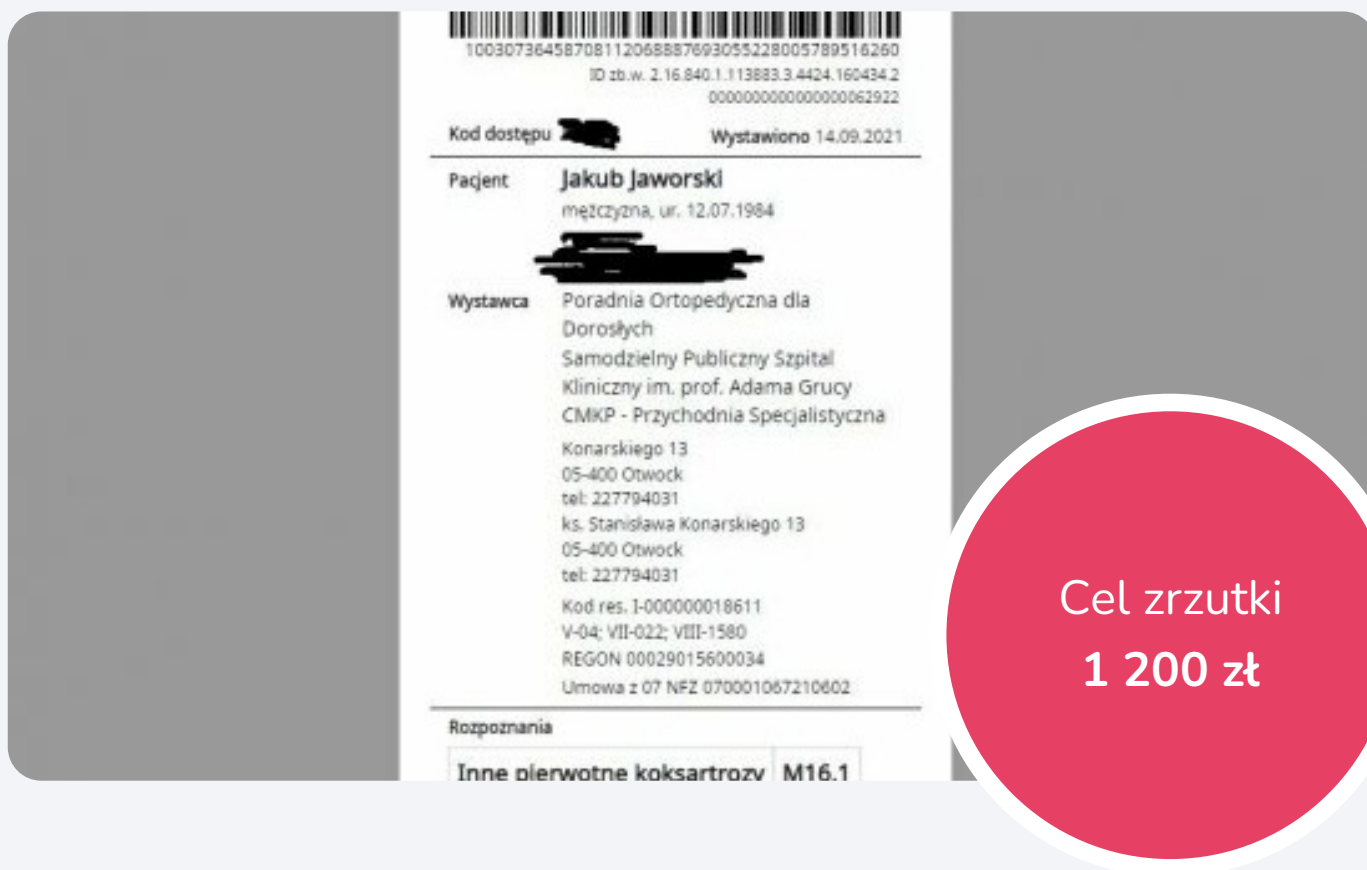 10030736458708112068887693055228005789516260
ID zb.w. 2.16.840.1.113883.3.4424.160434.2
0000000000000000062922
Kod dostępu
Wystawiono 14.09.2021
Pacjent Jakub Jaworski
mężczyzna, ur. 12.07.1984
Wystawca Poradnia Ortopedyczna dla
Dorosłych
Samodzielny Publiczny Szpital
Kliniczny im. prof. Adama Grucy
CMKP - Przychodnia Specjalistyczna
Konarskiego 13
05-400 Otwock
tel: 227794031
ks. Stanisława Konarskiego 13
05-400 Otwock
tel: 227794031
Kod res. I-000000018611
V-04; VII-022; VIII-1580
REGON 00029015600034
Umowa z 07 NFZ 070001067210602
Rozpoznania
Inne pierwotne koksartrozy M16.1
Cel zrzutki
1 200 zł